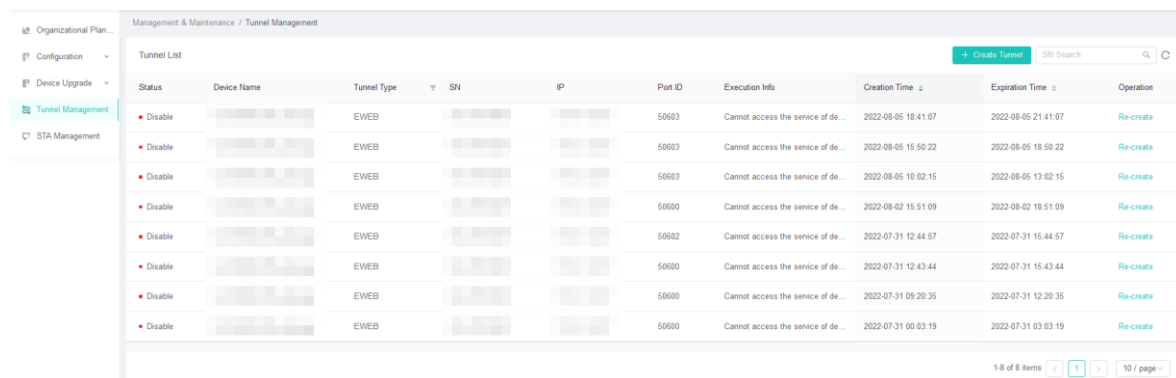 Organizational Plan...
Configuration
Device Upgrade
Tunnel Management
STA Management
Management & Maintenance / Tunnel Management
Tunnel List
+ Create Tunnel SN Search
Status Device Name Tunnel Type SN IP Port ID Execution Info Creation Time Expiration Time Operation
Disable EWEB 50603 Cannot access the service of de... 2022-08-05 18:41:07 2022-08-05 21:41:07 Re-create
Disable EWEB 50603 Cannot access the service of de... 2022-08-05 15:50:22 2022-08-05 18:50:22 Re-create
Disable EWEB 50603 Cannot access the service of de... 2022-08-05 10:02:15 2022-08-05 13:02:15 Re-create
Disable EWEB 50600 Cannot access the service of de... 2022-08-02 15:51:09 2022-08-02 18:51:09 Re-create
Disable EWEB 50602 Cannot access the service of de... 2022-07-31 12:44:57 2022-07-31 15:44:57 Re-create
Disable EWEB 50600 Cannot access the service of de... 2022-07-31 12:43:44 2022-07-31 15:43:44 Re-create
Disable EWEB 50600 Cannot access the service of de... 2022-07-31 09:20:35 2022-07-31 12:20:35 Re-create
Disable EWEB 50600 Cannot access the service of de... 2022-07-31 00:03:19 2022-07-31 03:03:19 Re-create
1-8 of 8 items < 1 > 10 / page